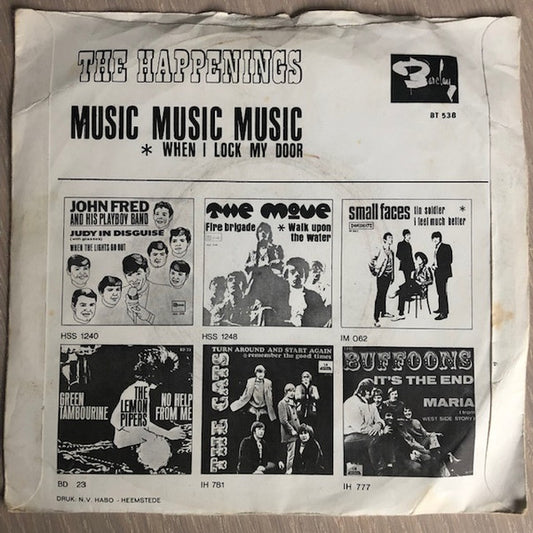 THE HAPPENINGS
Barclay
BT 538
MUSIC MUSIC MUSIC
* WHEN I LOCK MY DOOR
JOHN FRED
AND HIS PLAYBOY BAND
JUDY IN DISGUISE
(with glasses)
WHEN THE LIGHTS GO OUT
HSS 1240
THE MOVE
Fire brigade * Walk upon
the water
HSS 1248
small faces
tin soldier *
i feel much better
IM 062
GREEN
TAMBOURINE
THE
LEMON
PIPERS
NO HELP
FROM ME
BD 23
TURN AROUND AND START AGAIN
remember the good times
THE CATS
IH 781
BUFFOONS
IT'S THE END
MARIA
WEST SIDE STORY)
IH 777
DRUK: N.V. HABO - HEEMSTEDE